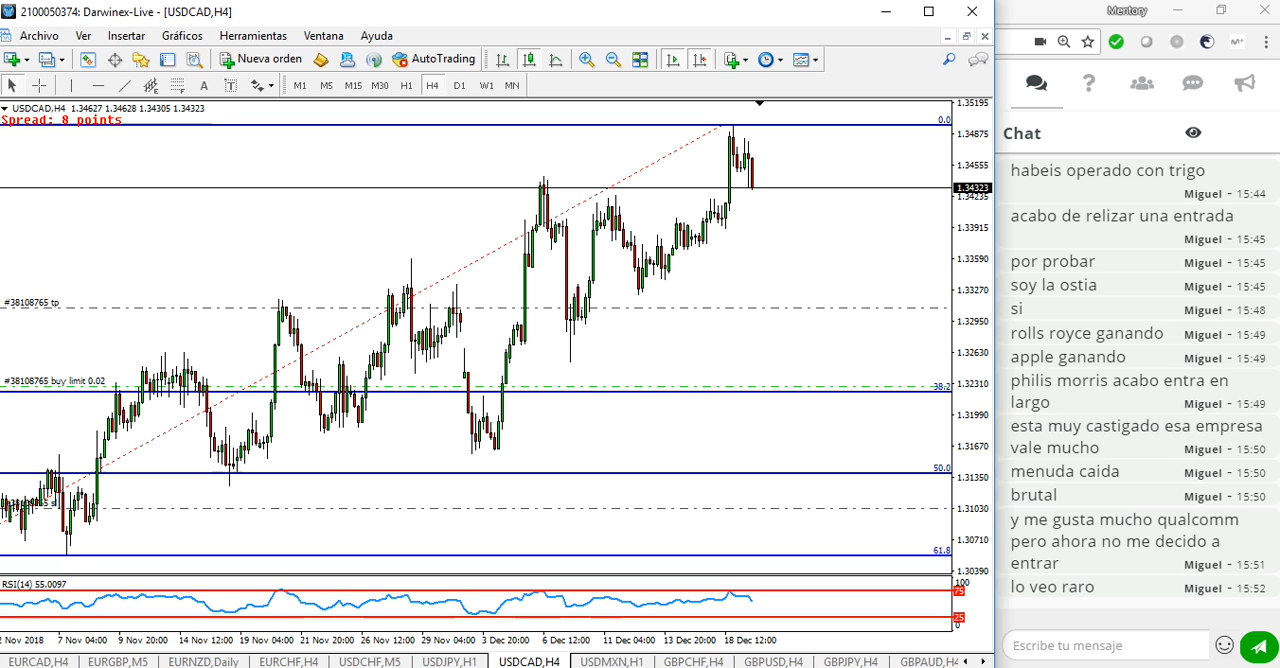 2100050374: Darwinex-Live - [USDCAD,H4]
Mentory
Archivo Ver Insertar Gráficos Herramientas Ventana Ayuda
Nueva orden AutoTrading
M1 M5 M15 M30 H1 H4 D1 W1 MN
USDCAD,H4 1.34627 1.34628 1.34305 1.34323
Spread: 8 points
0.0
#38108765 tp
#38108765 buy limit 0.02
38.2
50.0
61.8
1.35195
1.34875
1.34555
1.34323
1.34235
1.33915
1.33595
1.33275
1.32955
1.32635
1.32315
1.31995
1.31675
1.31355
1.31035
1.30715
1.30395
RSI(14) 55.0097
100
75
25
0
2 Nov 2018 7 Nov 04:00 9 Nov 20:00 14 Nov 12:00 19 Nov 04:00 21 Nov 20:00 26 Nov 12:00 29 Nov 04:00 3 Dec 20:00 6 Dec 12:00 11 Dec 04:00 13 Dec 20:00 18 Dec 12:00
EURCAD,H4 EURGBP,M5 EURNZD,Daily EURCHF,H1 USDCHF,M5 USDJPY,H1 USDCAD,H4 USDMXN,H1 GBPCHF,H4 GBPUSD,H4 GBPJPY,H4 GBPAUD,H4
Chat
habeis operado con trigo
Miguel - 15:44
acabo de relizar una entrada
Miguel - 15:45
por probar Miguel - 15:45
soy la ostia Miguel - 15:45
si Miguel - 15:48
rolls royce ganando Miguel - 15:49
apple ganando Miguel - 15:49
philis morris acabo entra en
largo Miguel - 15:49
esta muy castigado esa empresa
vale mucho Miguel - 15:50
menuda caida Miguel - 15:50
brutal Miguel - 15:50
y me gusta mucho qualcomm
pero ahora no me decido a
entrar Miguel - 15:51
lo veo raro Miguel - 15:52
Escribe tu mensaje